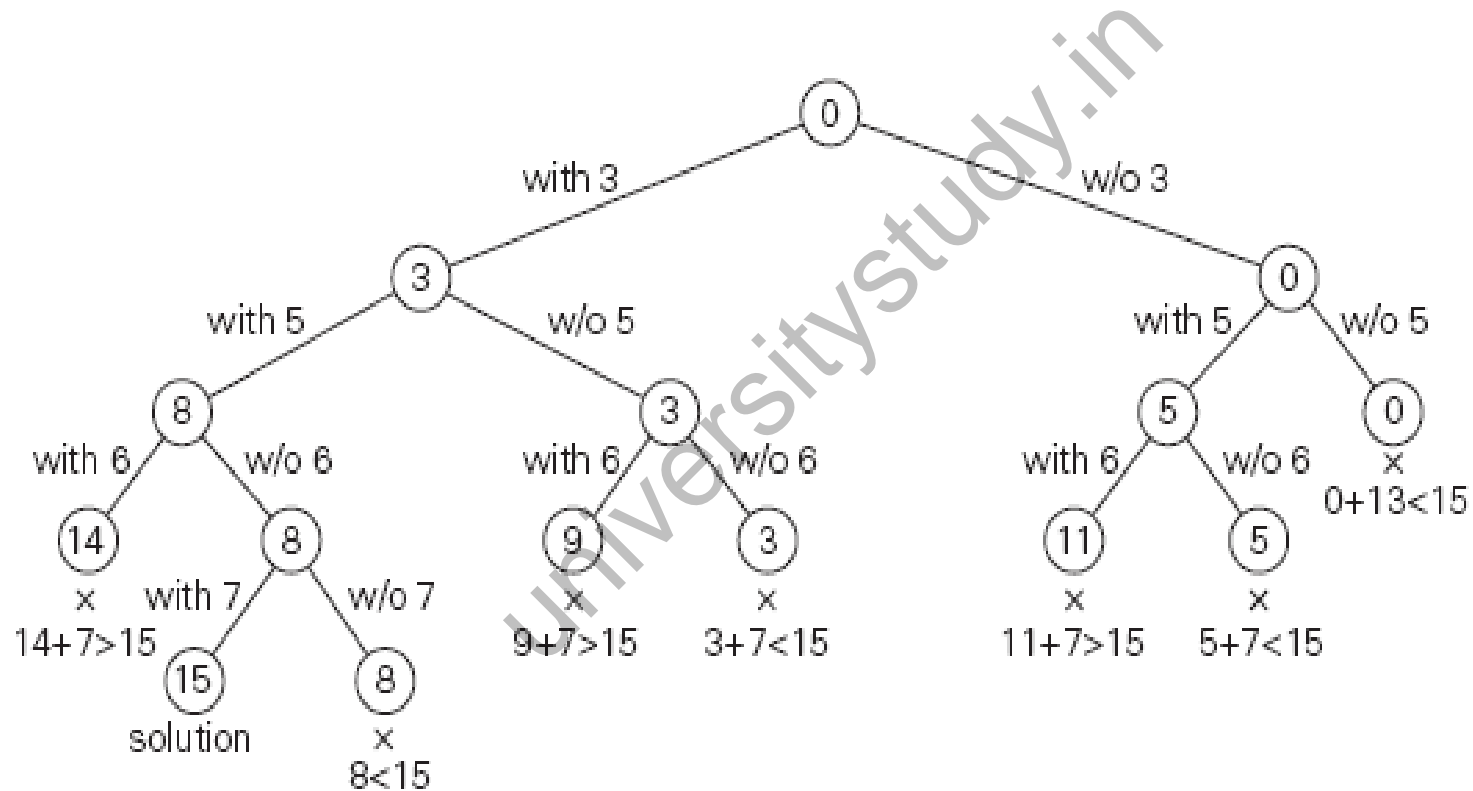 0
with 3
w/o 3
3
0
with 5
w/o 5
with 5
w/o 5
8
3
5
0
with 6
w/o 6
with 6
w/o 6
with 6
w/o 6
x
0+13<15
14
8
9
3
11
5
x
with 7
w/o 7
x
x
x
x
14+7>15
9+7>15
3+7<15
11+7>15
5+7<15
15
8
solution
x
8<15
universitystudy.in